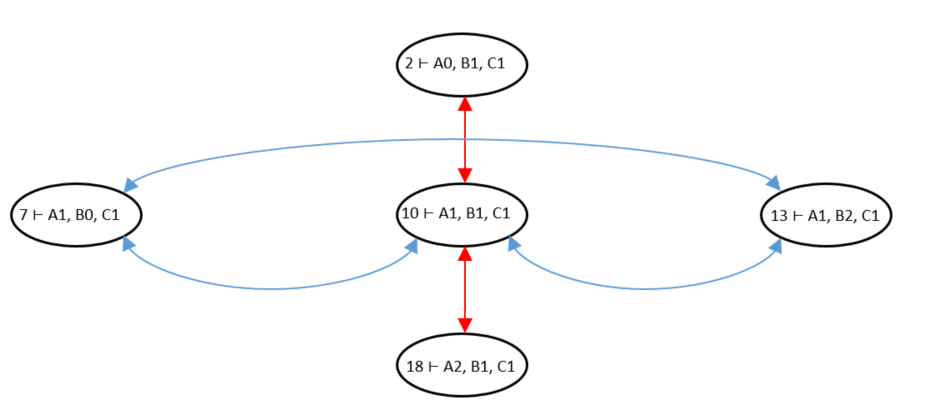 2 ⊢ A0, B1, C1
7 ⊢ A1, B0, C1
10 ⊢ A1, B1, C1
13 ⊢ A1, B2, C1
18 ⊢ A2, B1, C1